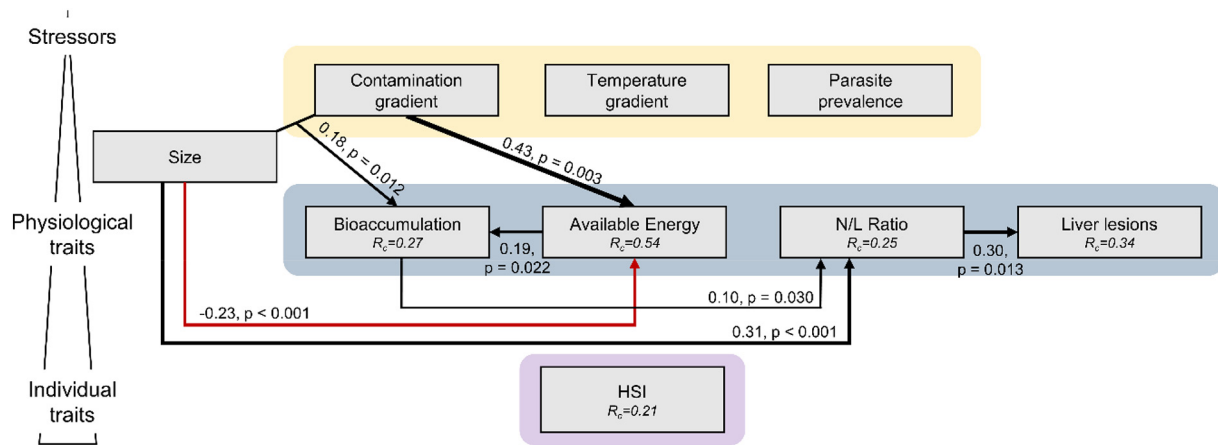 Stressors
Contamination
gradient
Temperature
gradient
Parasite
prevalence
Size
0.18, p = 0.012
0.43, p = 0.003
Physiological
traits
Bioaccumulation
Rc=0.27
Available Energy
Rc=0.54
N/L Ratio
Rc=0.25
Liver lesions
Rc=0.34
0.19,
p = 0.022
0.30,
p = 0.013
0.10, p = 0.030
-0.23, p < 0.001
0.31, p < 0.001
Individual
traits
HSI
Rc=0.21